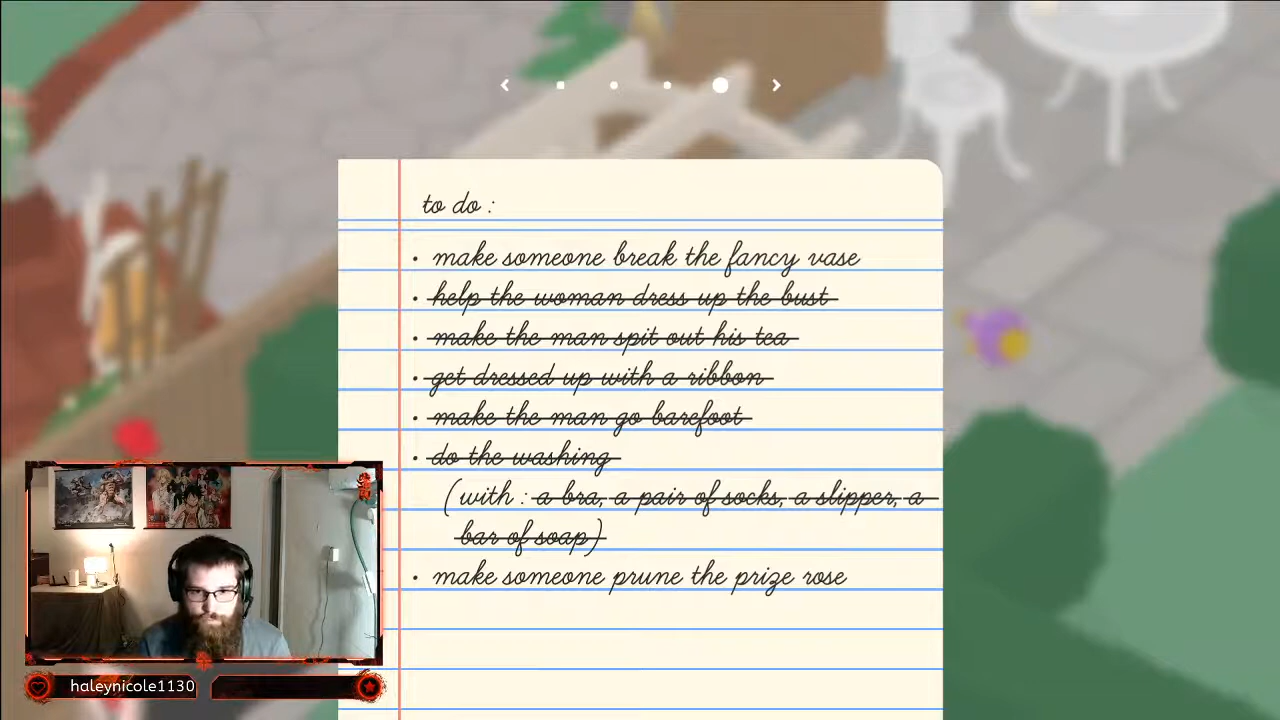 to do :
• make someone break the fancy vase
• help the woman dress up the bust
• make the man spit out his tea
• get dressed up with a ribbon
• make the man go barefoot
• do the washing
(with : a bra, a pair of socks, a slipper, a
bar of soap)
• make someone prune the prize rose
haleynicole1130